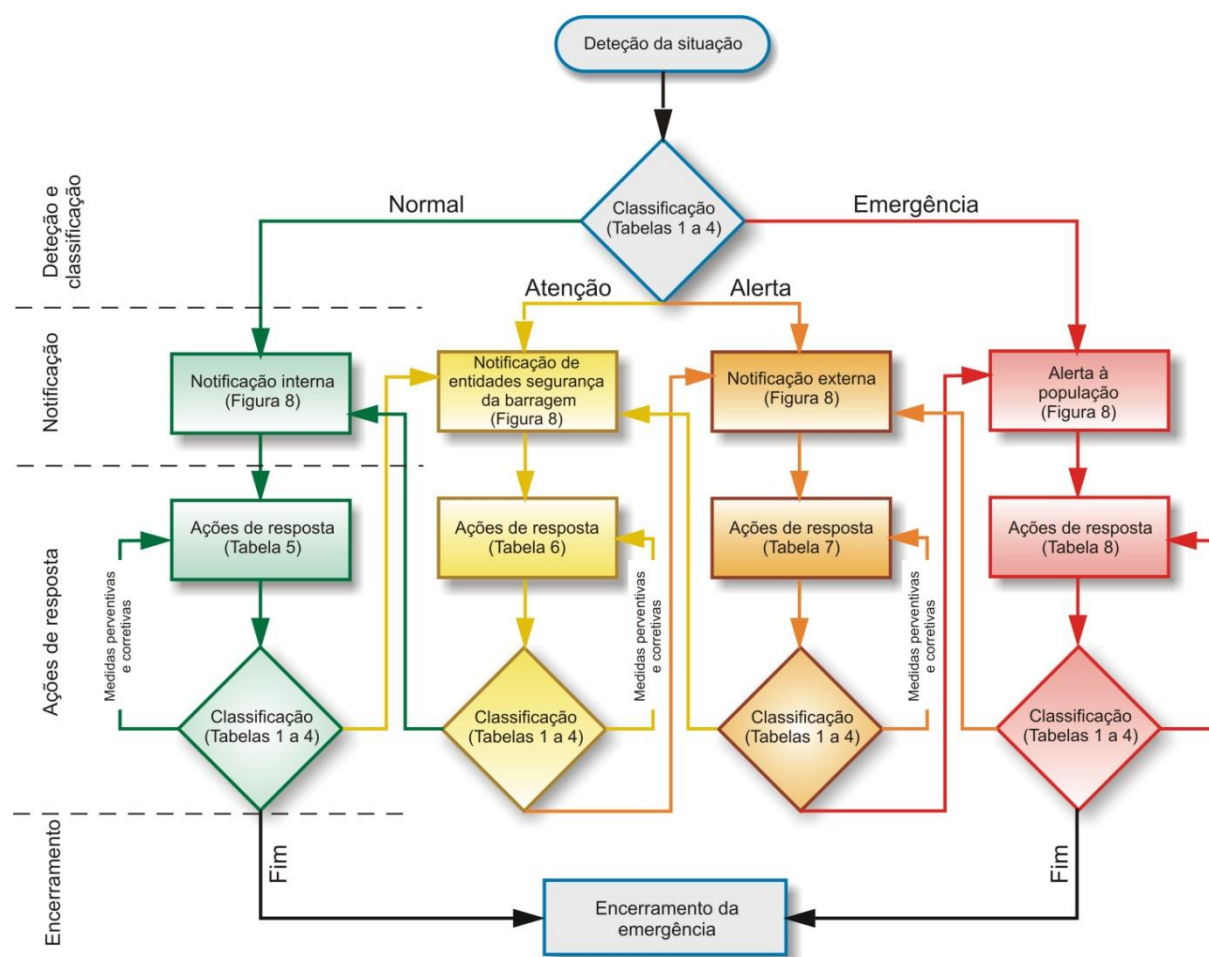 Deteção da situação
Deteção e
classificação
Normal
Classificação
(Tabelas 1 a 4)
Emergência
Atenção
Alerta
Notificação
Notificação interna
(Figura 8)
Notificação de
entidades segurança
da barragem
(Figura 8)
Notificação externa
(Figura 8)
Alerta à
população
(Figura 8)
Ações de resposta
Ações de resposta
(Tabela 5)
Ações de resposta
(Tabela 6)
Ações de resposta
(Tabela 7)
Ações de resposta
(Tabela 8)
Medidas perventivas
e corretivas
Medidas perventivas
e corretivas
Medidas perventivas
e corretivas
Classificação
(Tabelas 1 a 4)
Classificação
(Tabelas 1 a 4)
Classificação
(Tabelas 1 a 4)
Classificação
(Tabelas 1 a 4)
Encerramento
Fim
Encerramento da
emergência
Fim